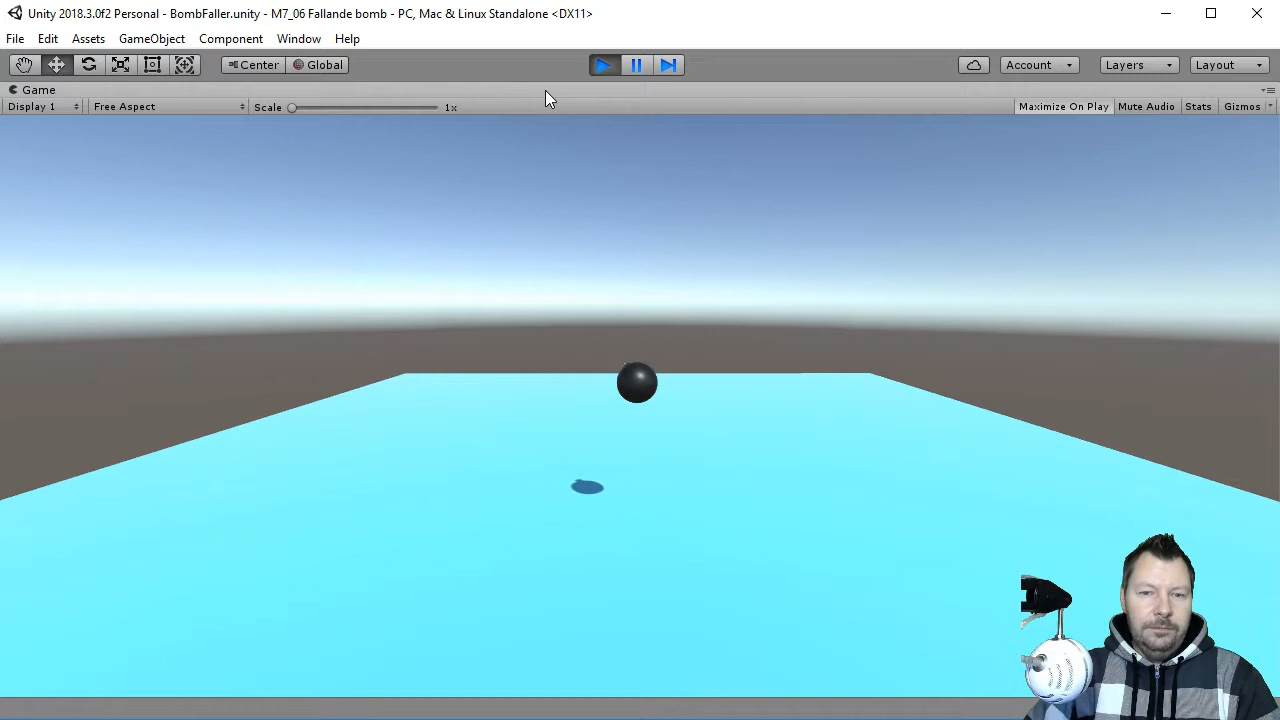 Unity 2018.3.0f2 Personal - BombFaller.unity - M7_06 Fallande bomb - PC, Mac & Linux Standalone <DX11>
File Edit Assets GameObject Component Window Help
Center Global Account Layers Layout
Game
Display 1 Free Aspect Scale 1x Maximize On Play Mute Audio Stats Gizmos